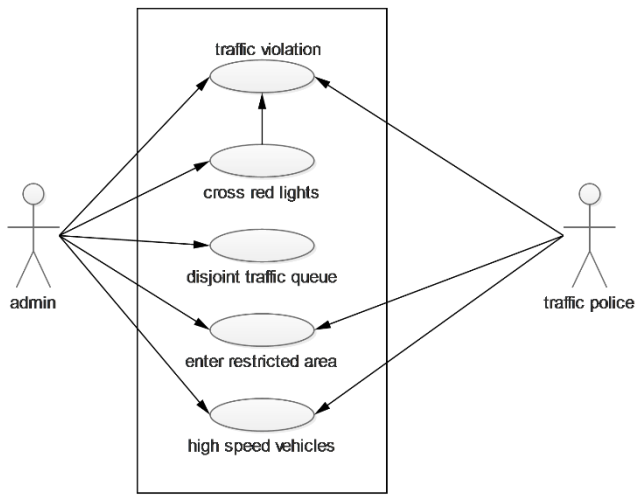 traffic violation
cross red lights
disjoint traffic queue
admin
traffic police
enter restricted area
high speed vehicles